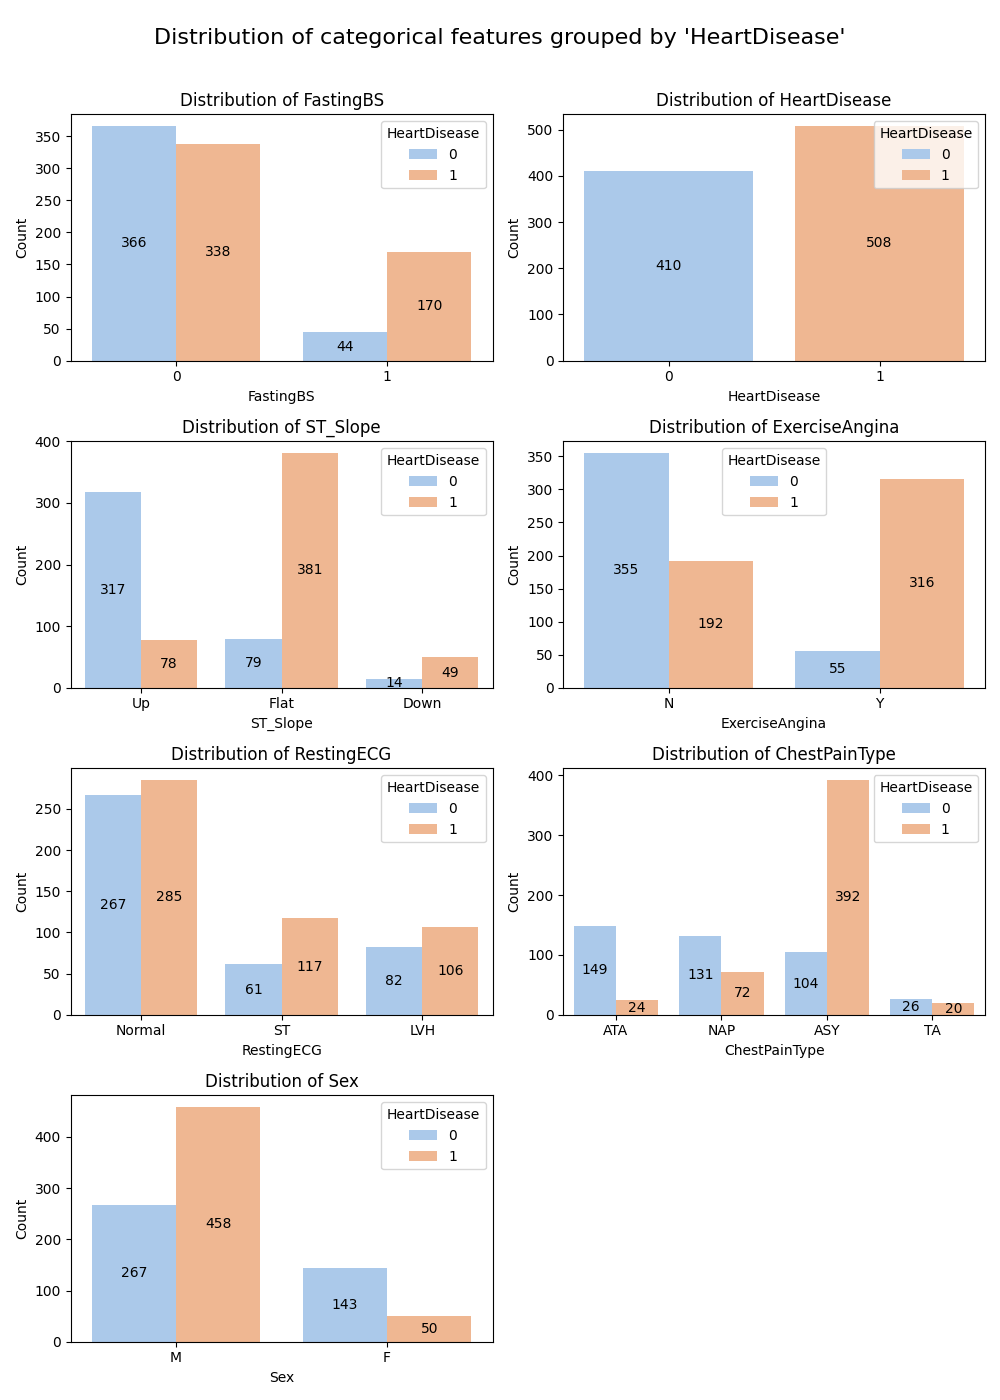 Distribution of categorical features grouped by 'HeartDisease'
Distribution of FastingBS
HeartDisease
0
1
350
300
250
200
150
100
50
0
Count
366
338
44
170
0 1
FastingBS
Distribution of HeartDisease
HeartDisease
0
1
500
400
300
200
100
0
Count
410
508
0 1
HeartDisease
Distribution of ST_Slope
HeartDisease
0
1
400
300
200
100
0
Count
317
78
79
381
14
49
Up Flat Down
ST_Slope
Distribution of ExerciseAngina
HeartDisease
0
1
350
300
250
200
150
100
50
0
Count
355
192
55
316
N Y
ExerciseAngina
Distribution of RestingECG
HeartDisease
0
1
250
200
150
100
50
0
Count
267
285
61
117
82
106
Normal ST LVH
RestingECG
Distribution of ChestPainType
HeartDisease
0
1
400
300
200
100
0
Count
149
24
131
72
104
392
26
20
ATA NAP ASY TA
ChestPainType
Distribution of Sex
HeartDisease
0
1
400
300
200
100
0
Count
267
458
143
50
M F
Sex